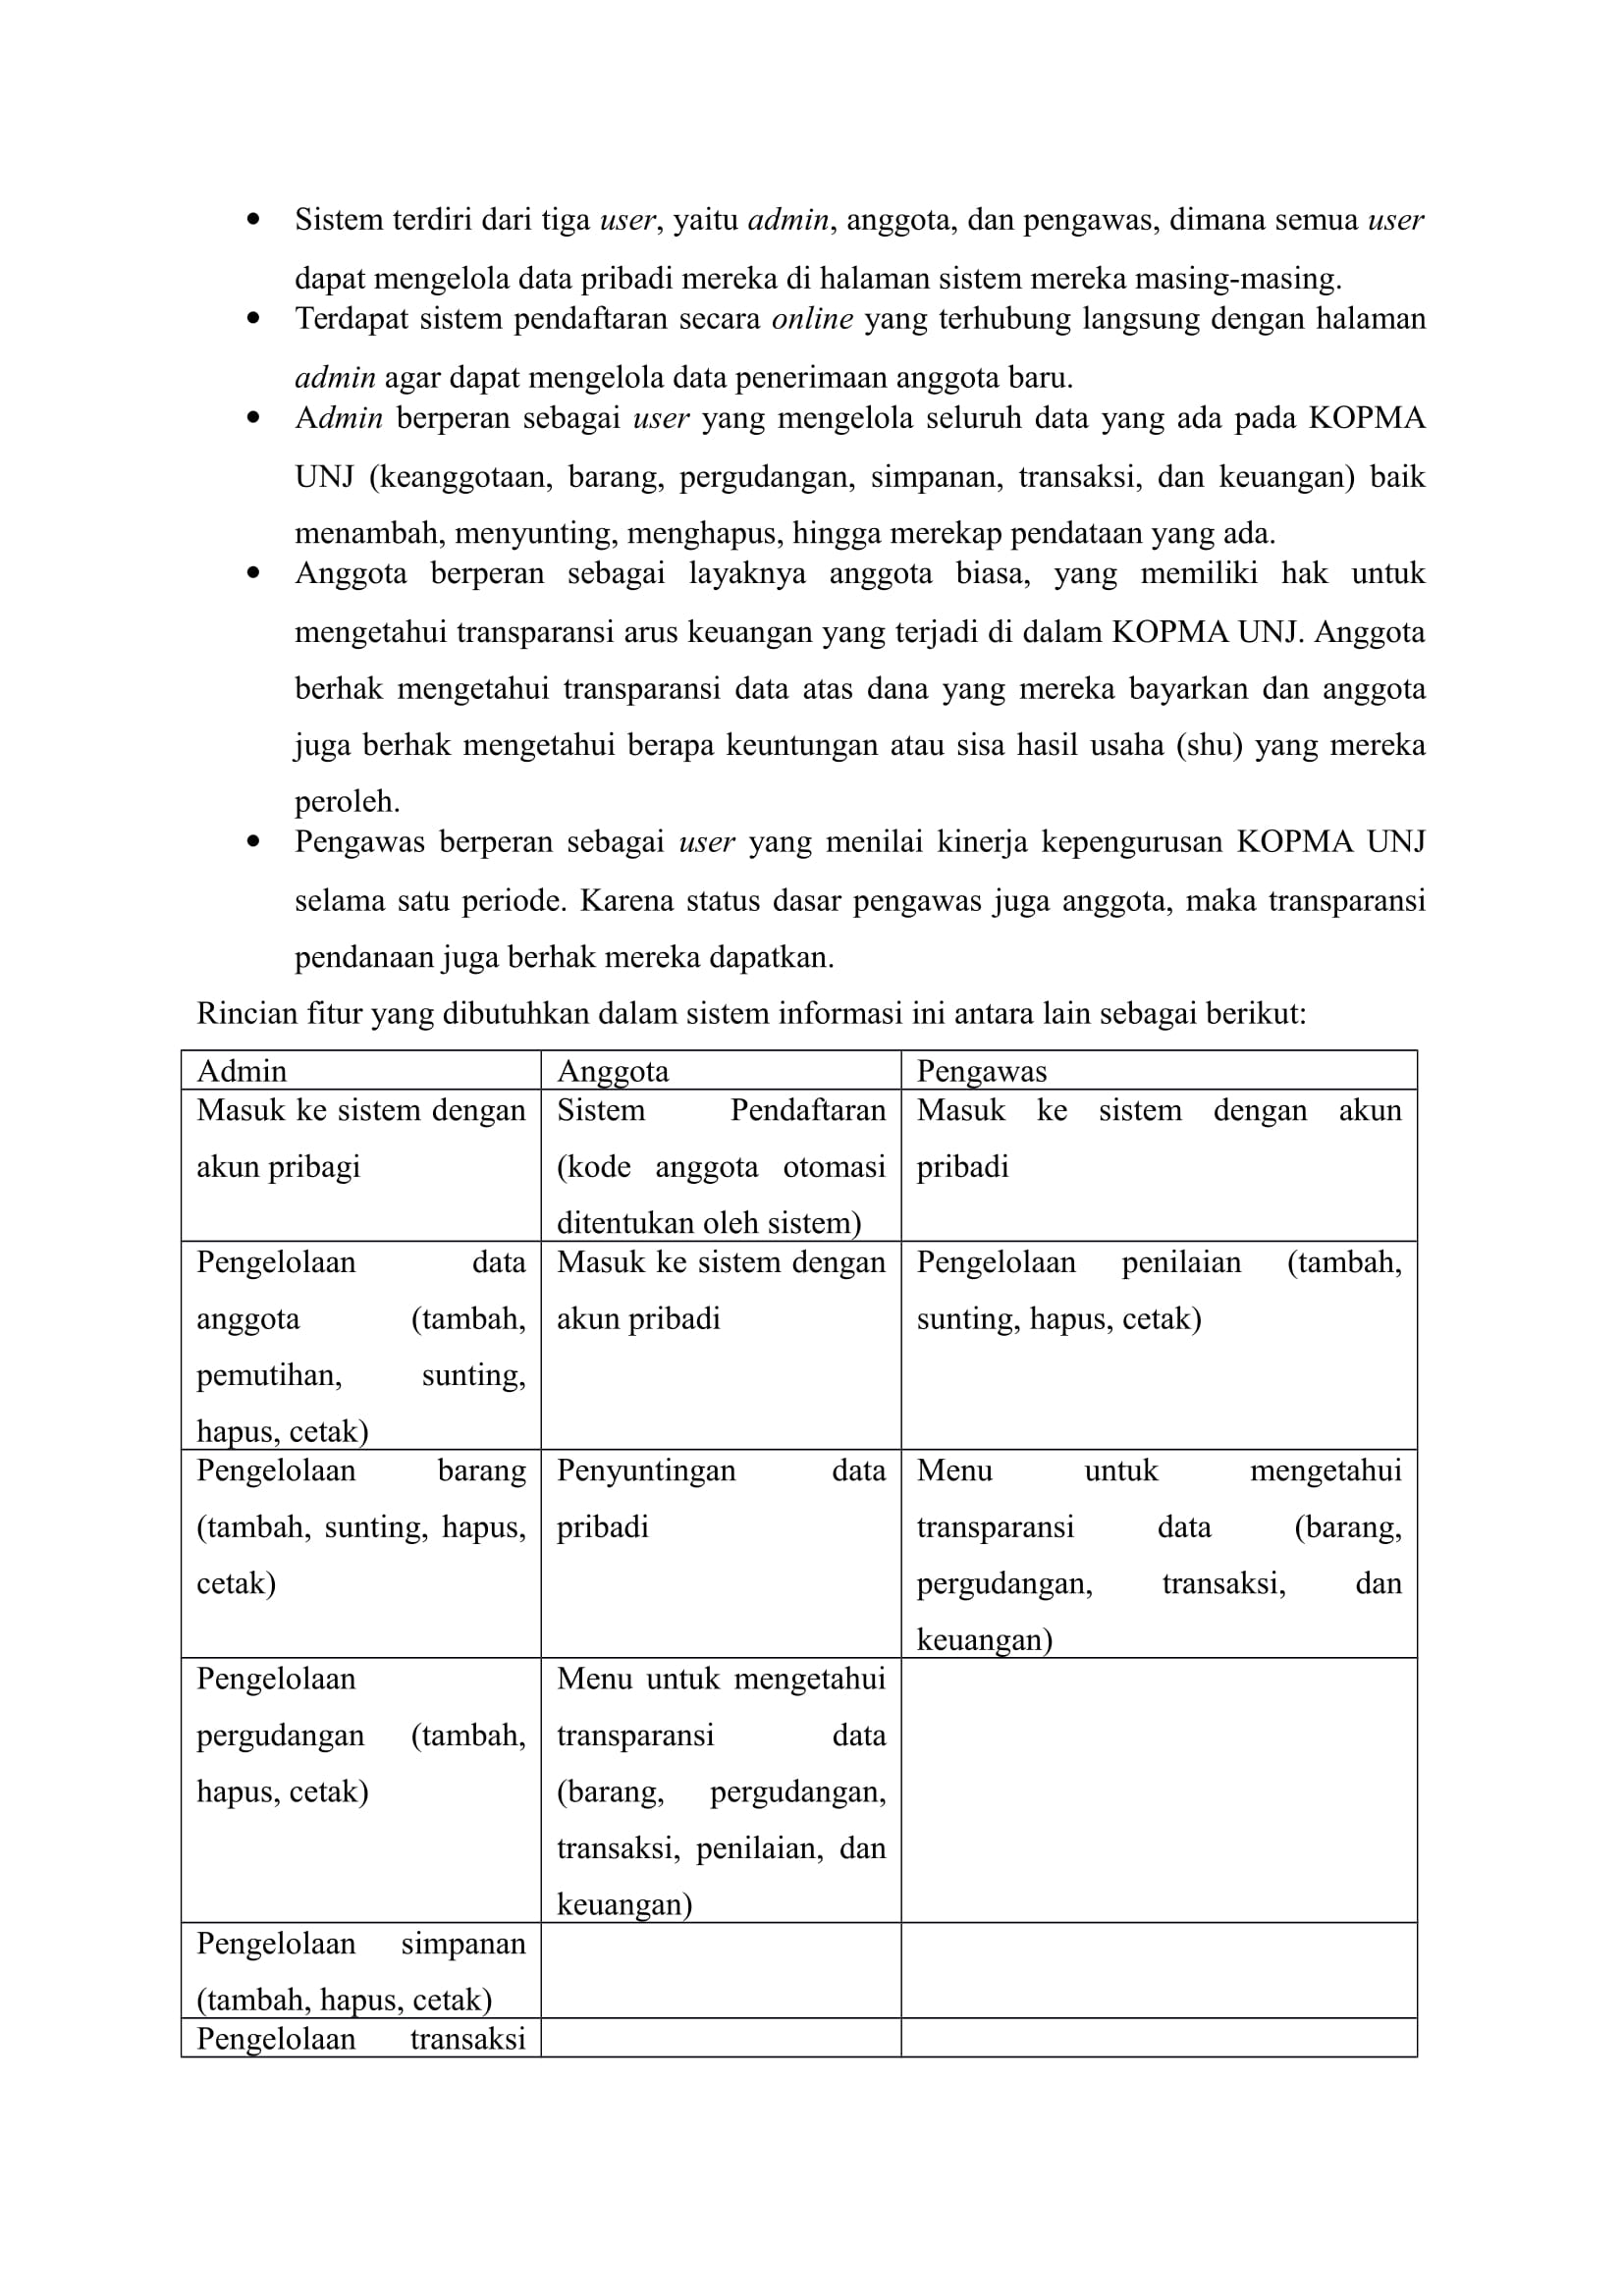 Sistem terdiri dari tiga user, yaitu admin, anggota, dan pengawas, dimana semua user
dapat mengelola data pribadi mereka di halaman sistem mereka masing-masing.
Terdapat sistem pendaftaran secara online yang terhubung langsung dengan halaman
admin agar dapat mengelola data penerimaan anggota baru.
Admin berperan sebagai user yang mengelola seluruh data yang ada pada KOPMA
UNJ (keanggotaan, barang, pergudangan, simpanan, transaksi, dan keuangan) baik
menambah, menyunting, menghapus, hingga merekap pendataan yang ada.
Anggota berperan sebagai layaknya anggota biasa, yang memiliki hak untuk
mengetahui transparansi arus keuangan yang terjadi di dalam KOPMA UNJ. Anggota
berhak mengetahui transparansi data atas dana yang mereka bayarkan dan anggota
juga berhak mengetahui berapa keuntungan atau sisa hasil usaha (shu) yang mereka
peroleh.
Pengawas berperan sebagai user yang menilai kinerja kepengurusan KOPMA UNJ
selama satu periode. Karena status dasar pengawas juga anggota, maka transparansi
pendanaan juga berhak mereka dapatkan.
Rincian fitur yang dibutuhkan dalam sistem informasi ini antara lain sebagai berikut:
Admin
Anggota
Pengawas
Masuk ke sistem dengan
akun pribagi
Sistem Pendaftaran
(kode anggota otomasi
ditentukan oleh sistem)
Masuk ke sistem dengan akun
pribadi
Pengelolaan data
anggota (tambah,
pemutihan, sunting,
hapus, cetak)
Masuk ke sistem dengan
akun pribadi
Pengelolaan penilaian (tambah,
sunting, hapus, cetak)
Pengelolaan barang
(tambah, sunting, hapus,
cetak)
Penyuntingan data
pribadi
Menu untuk mengetahui
transparansi data (barang,
pergudangan, transaksi, dan
keuangan)
Pengelolaan
pergudangan (tambah,
hapus, cetak)
Menu untuk mengetahui
transparansi data
(barang, pergudangan,
transaksi, penilaian, dan
keuangan)
Pengelolaan simpanan
(tambah, hapus, cetak)
Pengelolaan transaksi